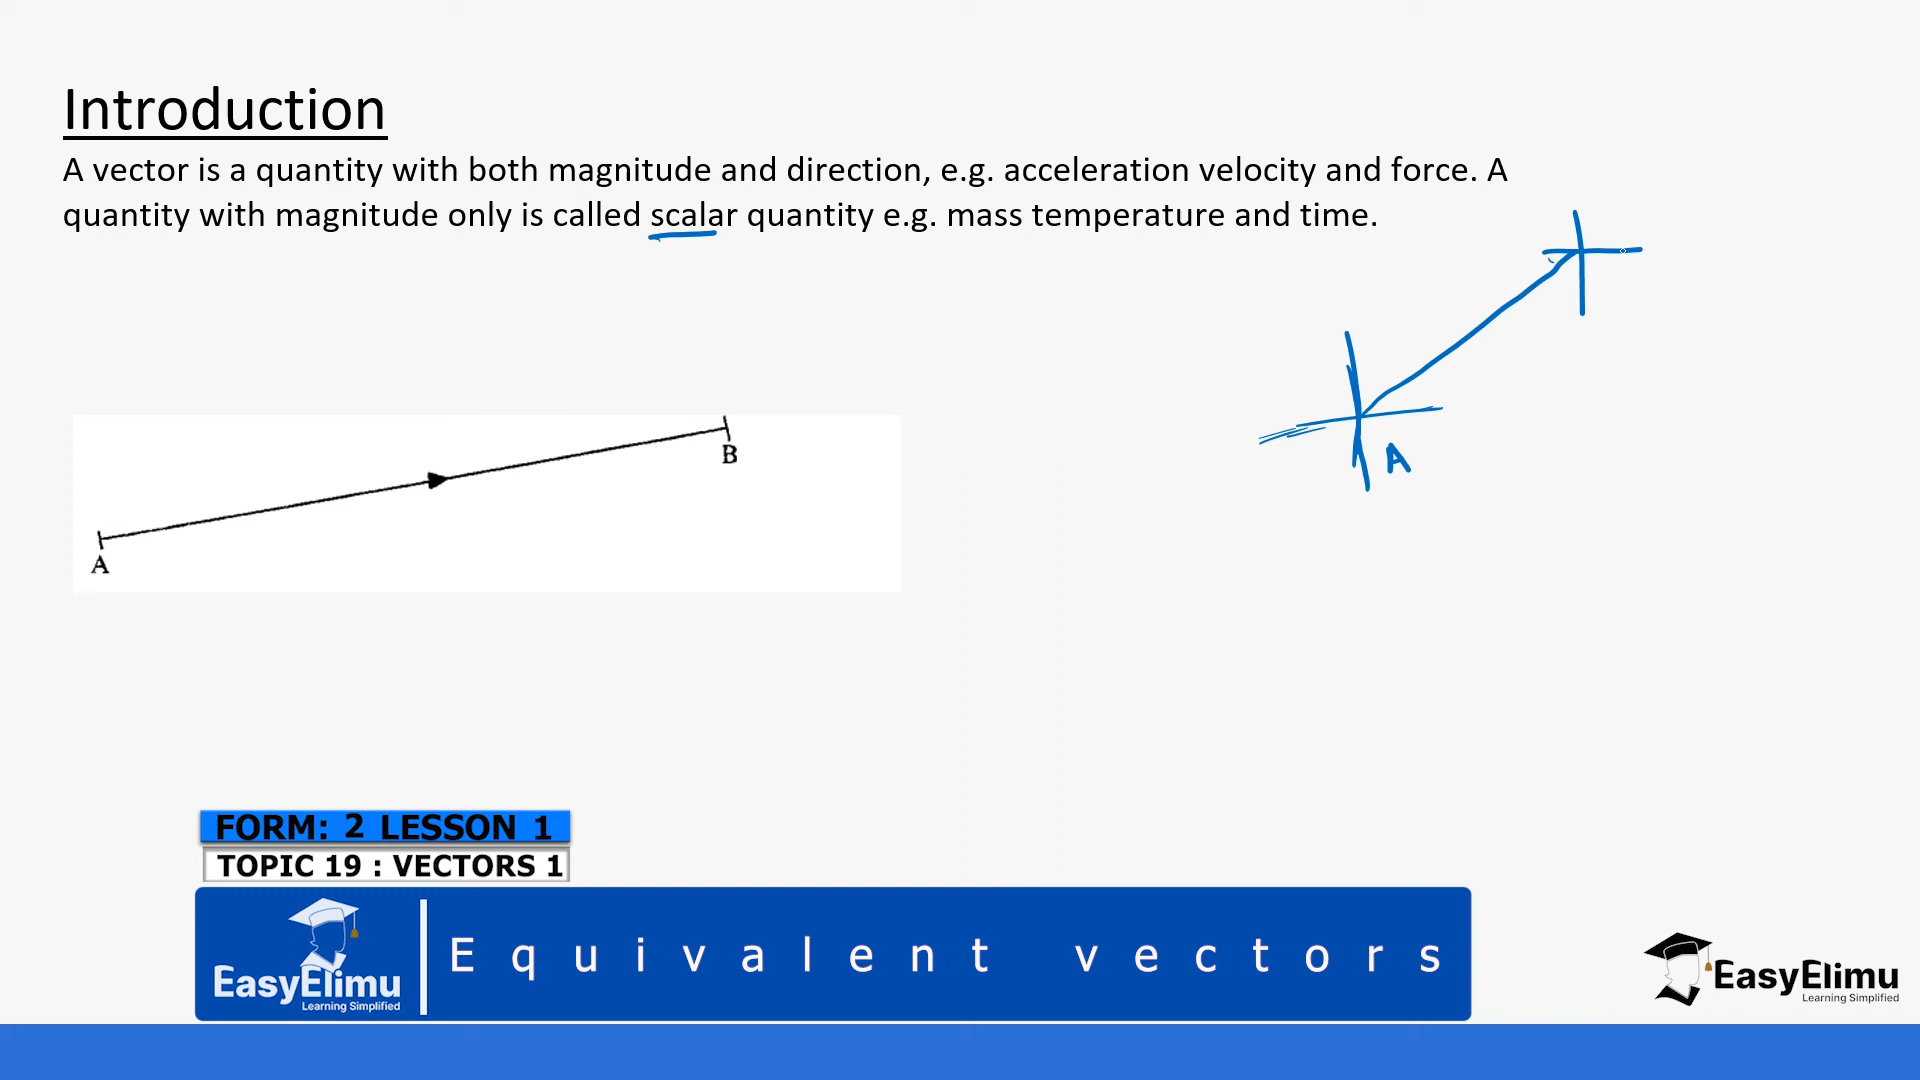 Introduction
A vector is a quantity with both magnitude and direction, e.g. acceleration velocity and force. A
quantity with magnitude only is called scalar quantity e.g. mass temperature and time.
A
B
A
FORM: 2 LESSON 1
TOPIC 19 : VECTORS 1
EasyElimu
Learning Simplified
Equivalent vectors
EasyElimu
Learning Simplified